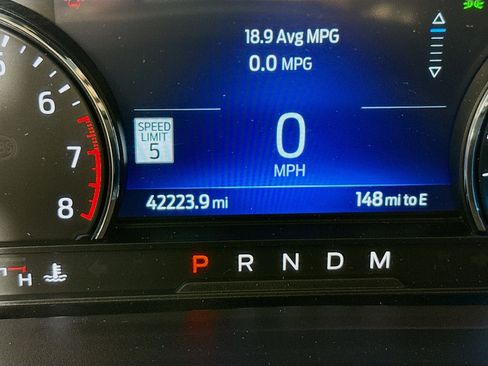 18.9 Avg MPG
0.0 MPG
6
7
8
SPEED
LIMIT
5
0
MPH
42223.9 mi
148 mi to E
P R N D M
H